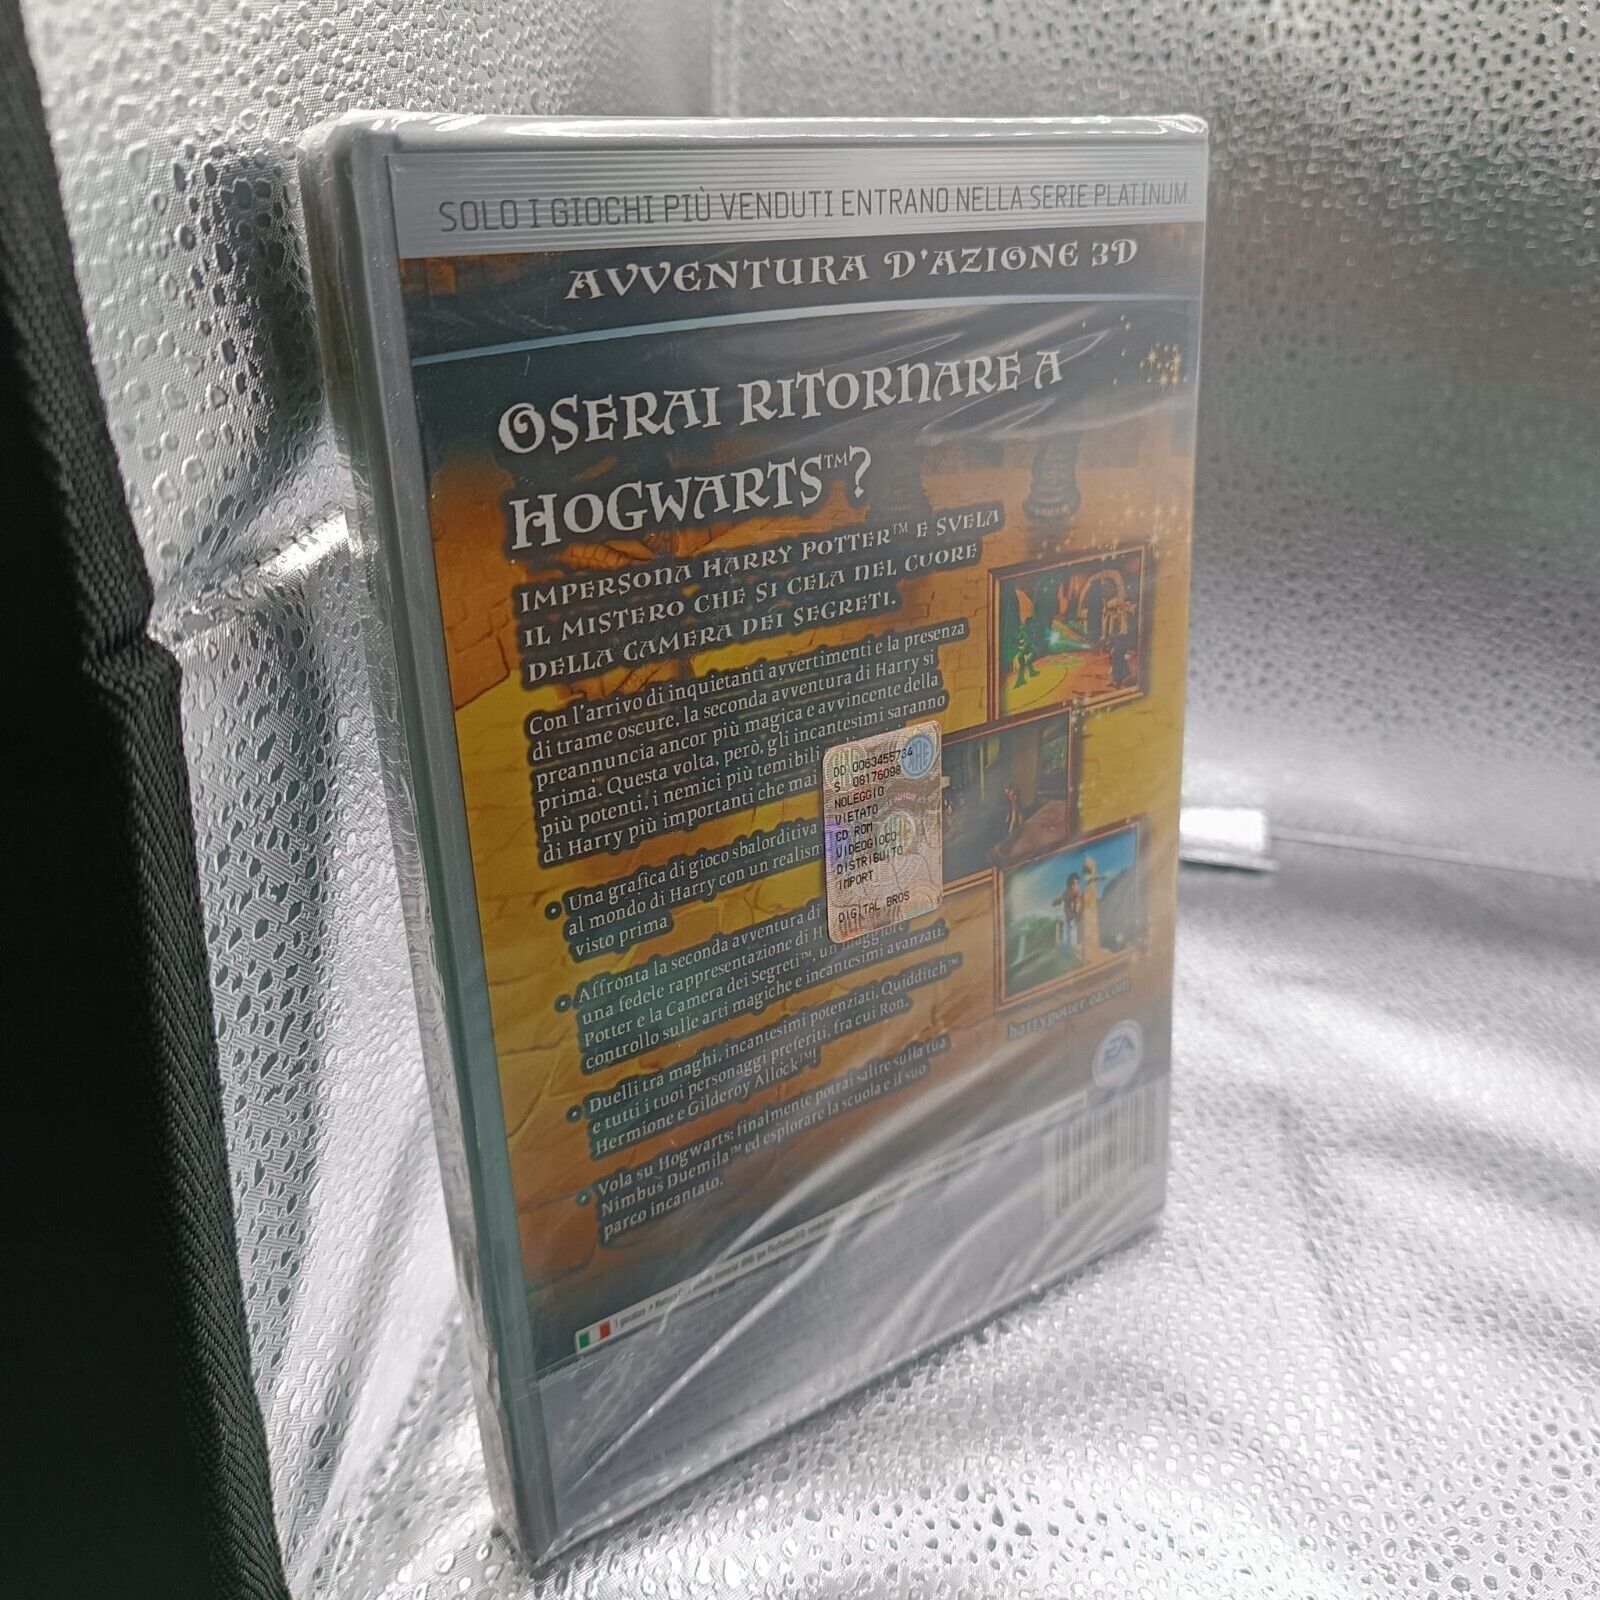 SOLO I GIOCHI PIÙ VENDUTI ENTRANO NELLA SERIE PLATINUM
AVVENTURA D'AZIONE 3D
OSERAI RITORNARE A
HOGWARTS™?
IMPERSONA HARRY POTTER™ E SVELA
IL MISTERO CHE SI CELA NEL CUORE
DELLA CAMERA DEI SEGRETI.
Con l'arrivo di inquietanti avvertimenti e la presenza
di trame oscure, la seconda avventura di Harry si
preannuncia ancor più magica e avvincente della
prima. Questa volta, però, gli incantesimi saranno
più potenti, i nemici più temibili
di Harry più importanti che mai
• Una grafica di gioco sbalorditiva
al mondo di Harry con un realism
visto prima
• Affronta la seconda avventura di
una fedele rappresentazione di H
Potter e la Camera dei Segreti™, un maggiore
controllo sulle arti magiche e incantesimi avanzati.
• Duelli tra maghi, incantesimi potenziati, Quidditch™
e tutti i tuoi personaggi preferiti, fra cui Ron,
Hermione e Gilderoy Allock™!
• Vola su Hogwarts: finalmente potrai salire sulla tua
Nimbus Duemila™ ed esplorare la scuola e il suo
parco incantato.
DD 0063456734
S 06176098
NOLEGGIO
VIETATO
CD ROM
VIDEOGIOCO
DISTRIBUITO
IMPORT
DIGITAL BROS
harrypotter.ea.com
EA
1 giocatore